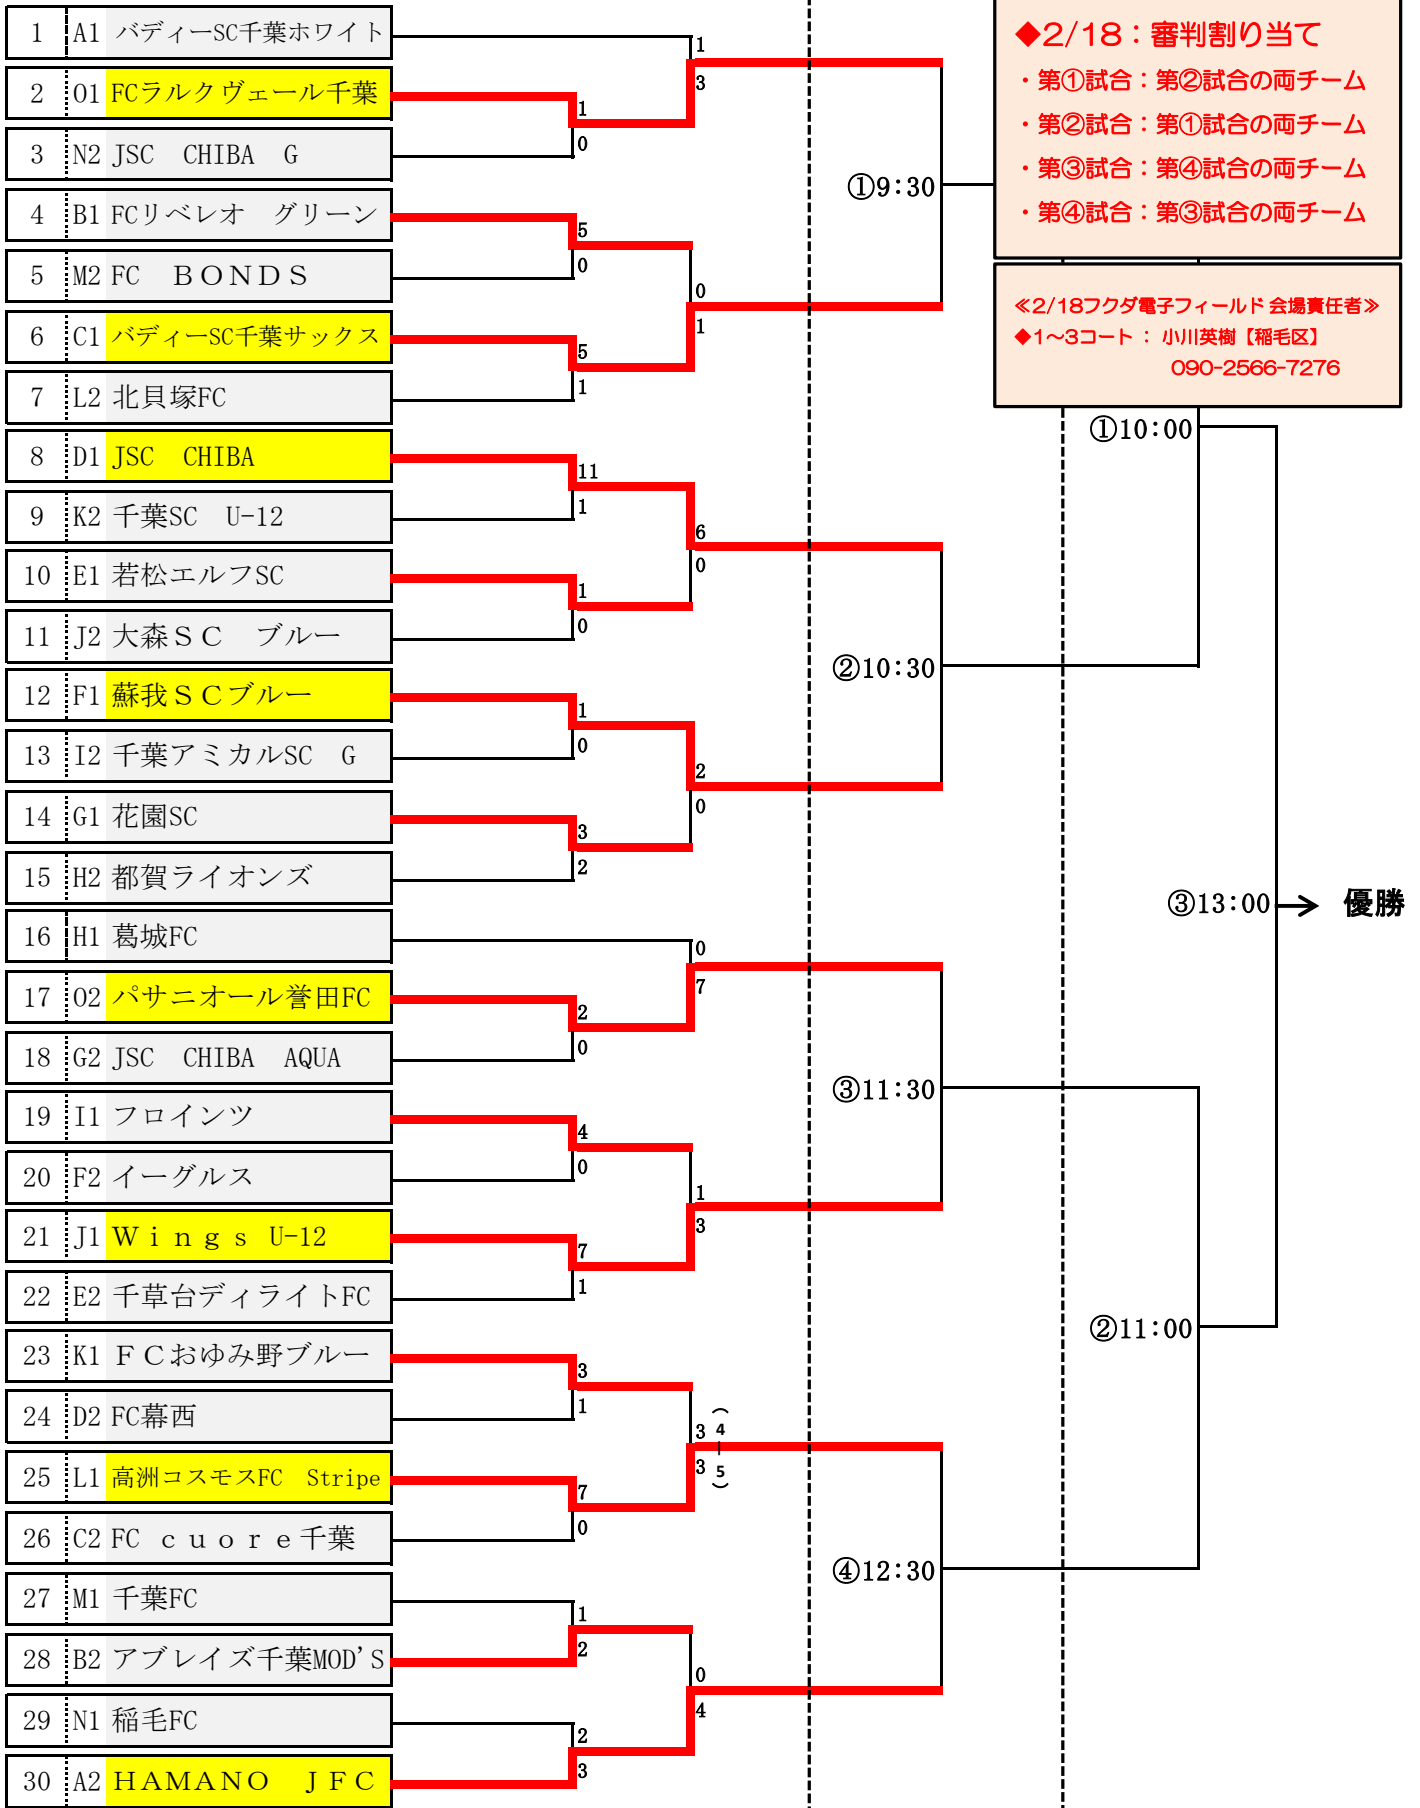 1 A1 バディーSC千葉ホワイト
2 O1 FCラルクヴェール千葉
3 N2 JSC　CHIBA　G
4 B1 FCリベレオ　グリーン
5 M2 FC　ＢＯＮＤＳ
6 C1 バディーSC千葉サックス
7 L2 北貝塚FC
8 D1 JSC　CHIBA
9 K2 千葉SC　U-12
10 E1 若松エルフSC
11 J2 大森ＳＣ　ブルー
12 F1 蘇我ＳＣブルー
13 I2 千葉アミカルSC　G
14 G1 花園SC
15 H2 都賀ライオンズ
16 H1 葛城FC
17 O2 パサニオール誉田FC
18 G2 JSC　CHIBA　AQUA
19 I1 フロインツ
20 F2 イーグルス
21 J1 Ｗｉｎｇｓ U-12
22 E2 千草台ディライトFC
23 K1 ＦＣおゆみ野ブルー
24 D2 FC幕西
25 L1 高洲コスモスFC　Stripe
26 C2 FC ｃｕｏｒｅ千葉
27 M1 千葉FC
28 B2 アブレイズ千葉MOD'S
29 N1 稲毛FC
30 A2 ＨＡＭＡＮＯ　ＪＦＣ
1
0
5
0
5
1
11
1
1
0
1
0
3
2
2
0
4
0
7
1
3
1
7
0
1
2
2
3
1
3
0
1
6
0
2
0
0
7
1
3
3
3
（4－5）
0
4
①9:30
②10:30
③11:30
④12:30
◆2/18：審判割り当て
・第①試合：第②試合の両チーム
・第②試合：第①試合の両チーム
・第③試合：第④試合の両チーム
・第④試合：第③試合の両チーム
≪2/18フクダ電子フィールド 会場責任者≫
◆1～3コート： 小川英樹【稲毛区】
090-2566-7276
①10:00
②11:00
③13:00
優勝